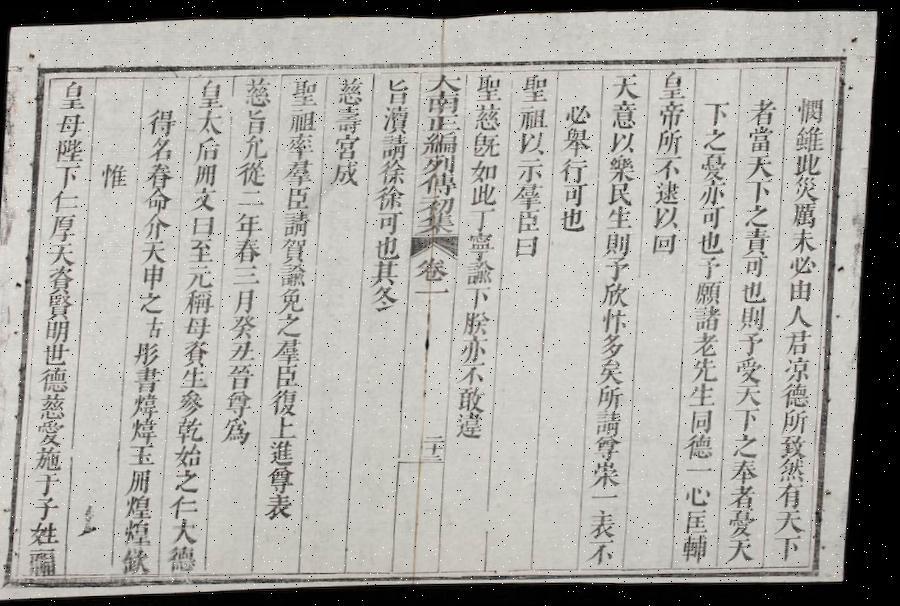 憫雖此災厲未必由人君凉德所致然有天下
者當天下之責可也則予受天下之奉者憂天
下之憂亦可也予願諸老先生同德一心匡輔
皇帝所不逮以回
天意以樂民生則予欣忭多矣所請尊崇一表不
必舉行可也
聖祖以示羣臣曰
聖慈既如此丁寧諭下朕亦不敢違
大南正編列傳初集 卷一 二十二
旨瀆請徐徐可也其冬
慈壽宮成
聖祖率羣臣請賀諭免之羣臣復上進尊表
慈旨允從二年春三月癸丑晉尊爲
皇太后冊文曰至元稱母資生參乾始之仁大德
得名眷命介天申之祜彤書煒煒玉冊煌煌欽
惟
皇母陛下仁厚天資賢明世德慈愛施于子姓